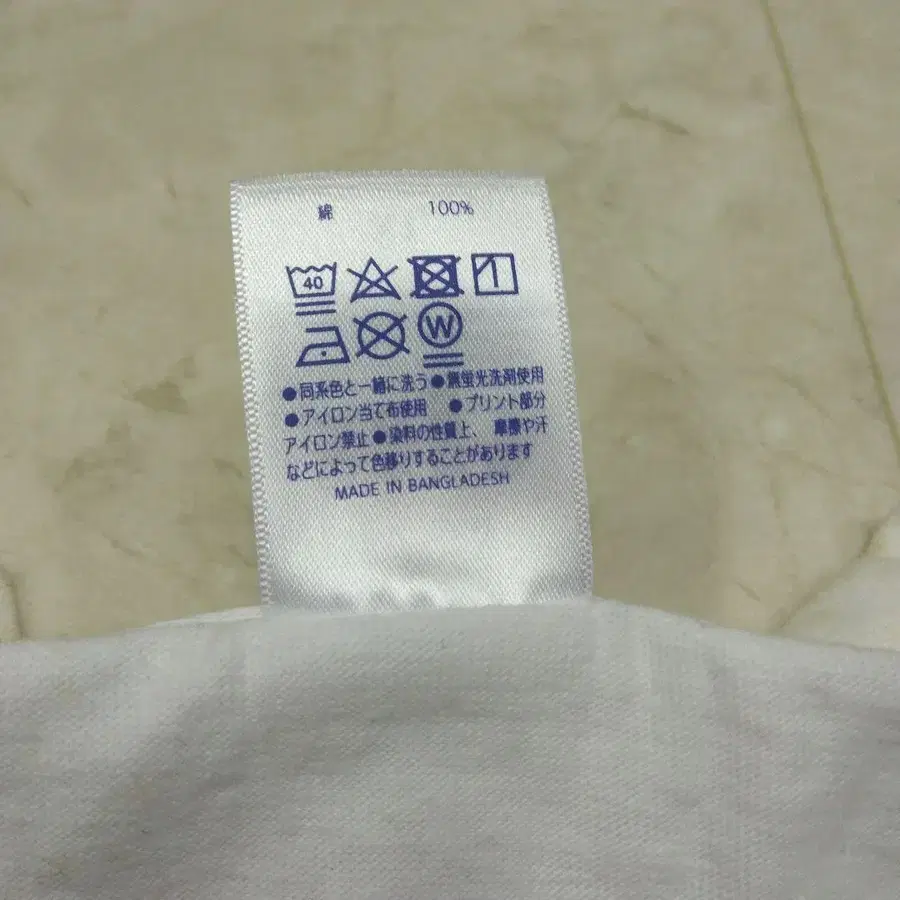 綿 100%
40
W
●同系色と一緒に洗う●無蛍光洗剤使用
●アイロン当て布使用 ●プリント部分
アイロン禁止●染料の性質上、摩擦や汗
などによって色移りすることがあります
MADE IN BANGLADESH